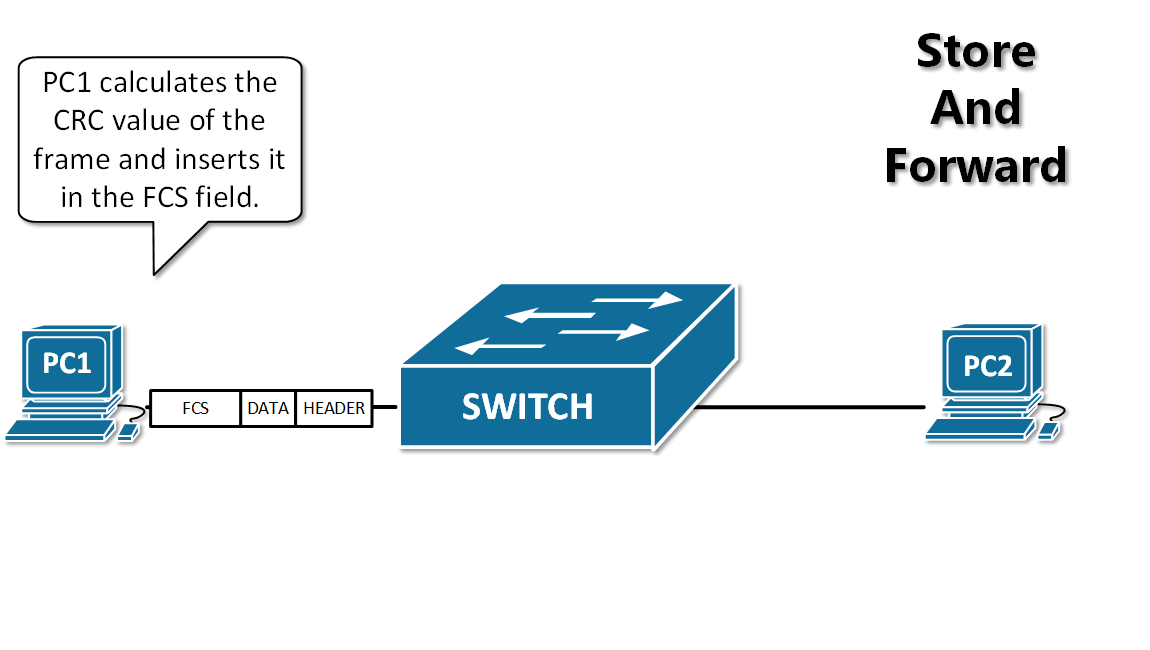 PC1 calculates the
CRC value of the
frame and inserts it
in the FCS field.
Store
And
Forward
PC1
FCS DATA HEADER
SWITCH
PC2